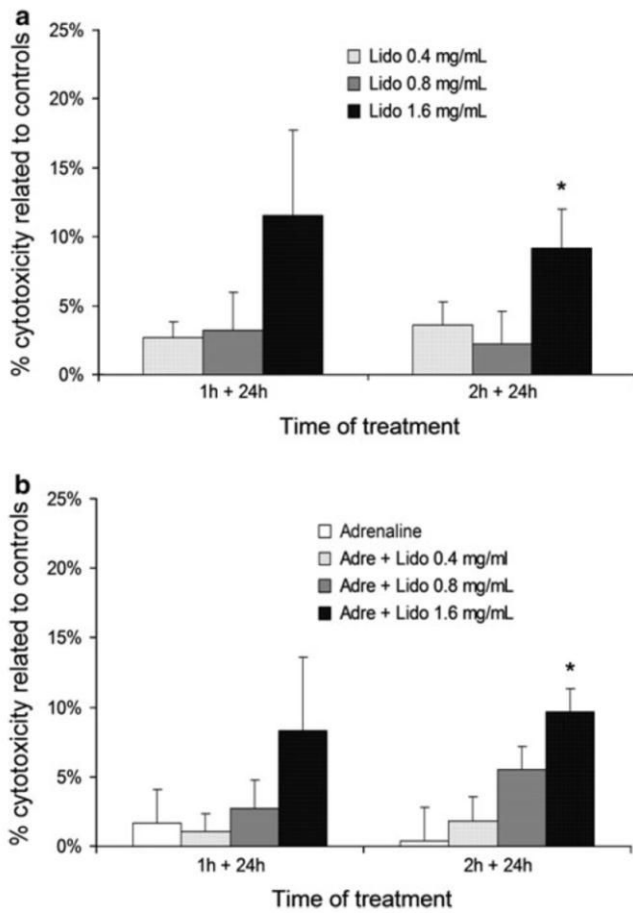 a
% cytotoxicity related to controls
25%
20%
15%
10%
5%
0%
Lido 0.4 mg/mL
Lido 0.8 mg/mL
Lido 1.6 mg/mL
*
1h + 24h 2h + 24h
Time of treatment
b
% cytotoxicity related to controls
25%
20%
15%
10%
5%
0%
Adrenaline
Adre + Lido 0.4 mg/ml
Adre + Lido 0.8 mg/mL
Adre + Lido 1.6 mg/mL
*
1h + 24h 2h + 24h
Time of treatment